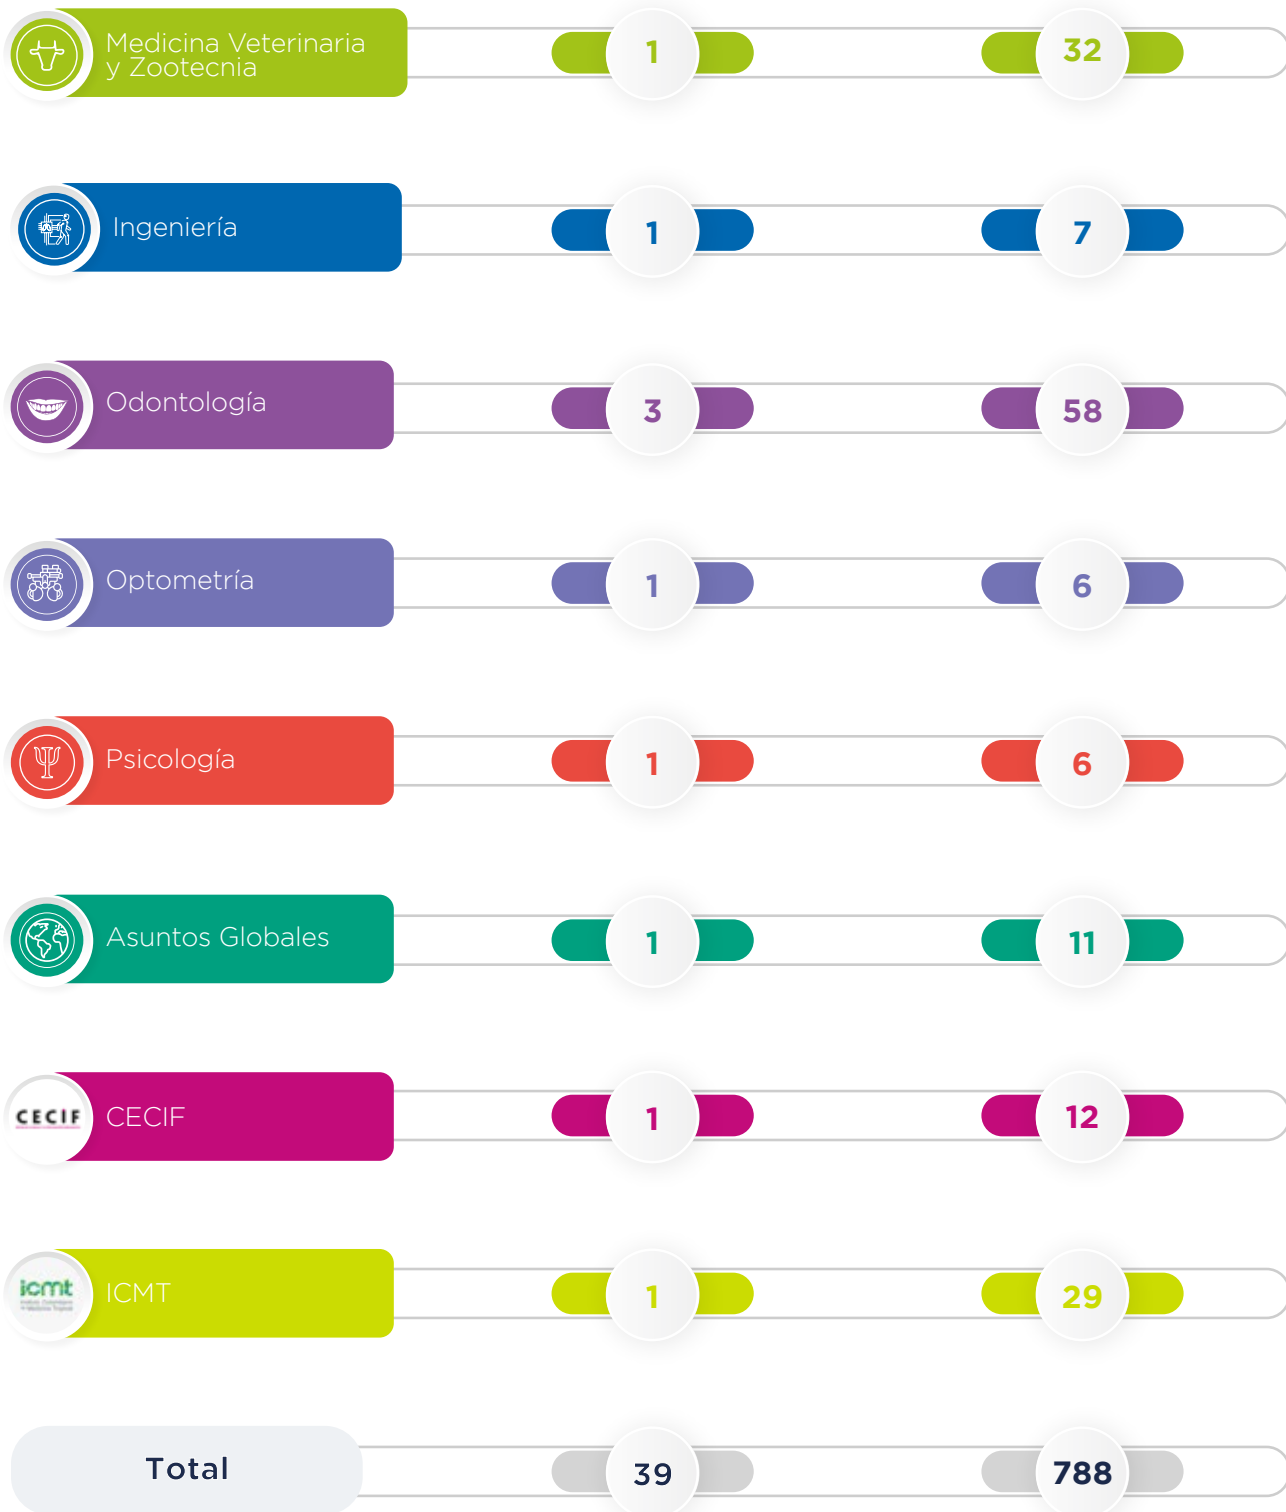 Medicina Veterinaria
y Zootecnia
1
32
Ingeniería
1
7
Odontología
3
58
Optometría
1
6
Psicología
1
6
Asuntos Globales
1
11
CECIF
CECIF
1
12
icmt
ICMT
1
29
Total
39
788